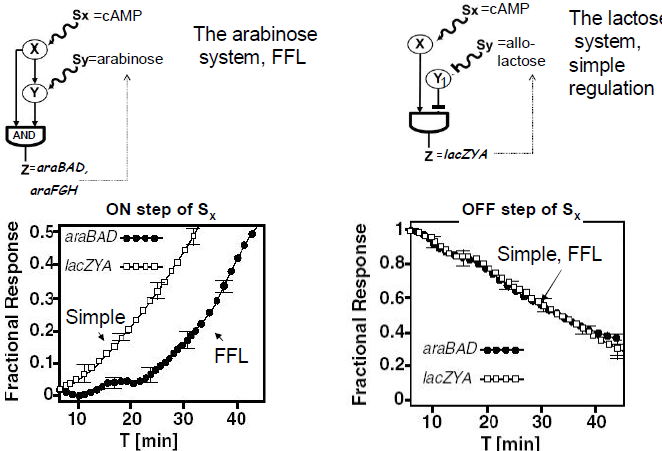 Sx =cAMP
The arabinose
system, FFL
X
Sy=arabinose
Y
AND
Z=araBAD,
araFGH
Sx=cAMP
The lactose
system,
simple
regulation
X
Sy =allo-
lactose
Y1
Z =lacZYA
ON step of Sx
Fractional Response
0.5
0.4
0.3
0.2
0.1
0
araBAD
lacZYA
Simple
FFL
10
20
30
40
T [min]
OFF step of Sx
Fractional Response
1
0.8
0.6
0.4
0.2
0
Simple, FFL
araBAD
lacZYA
10
20
30
40
T [min]